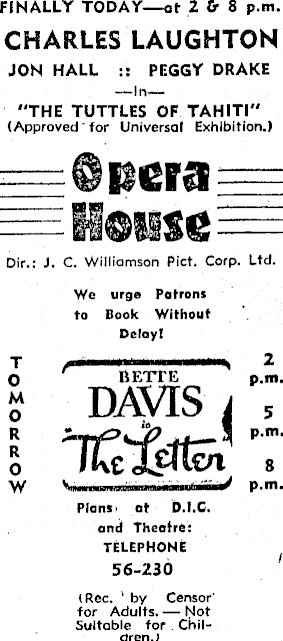 FINALLY TODAY—at 2 & 8 p.m.
CHARLES LAUGHTON
JON HALL :: PEGGY DRAKE
—In—
"THE TUTTLES OF TAHITI"
(Approved for Universal Exhibition.)
Opera
House
Dir.: J. C. Williamson Pict. Corp. Ltd.
We urge Patrons
to Book Without
Delay!
TOMORROW
BETTE
DAVIS
in
"The Letter"
2
p.m.
5
p.m.
8
p.m.
Plans at D.I.C.
and Theatre:
TELEPHONE
56-230
(Rec. by Censor
for Adults. — Not
Suitable for Chil-
dren.)